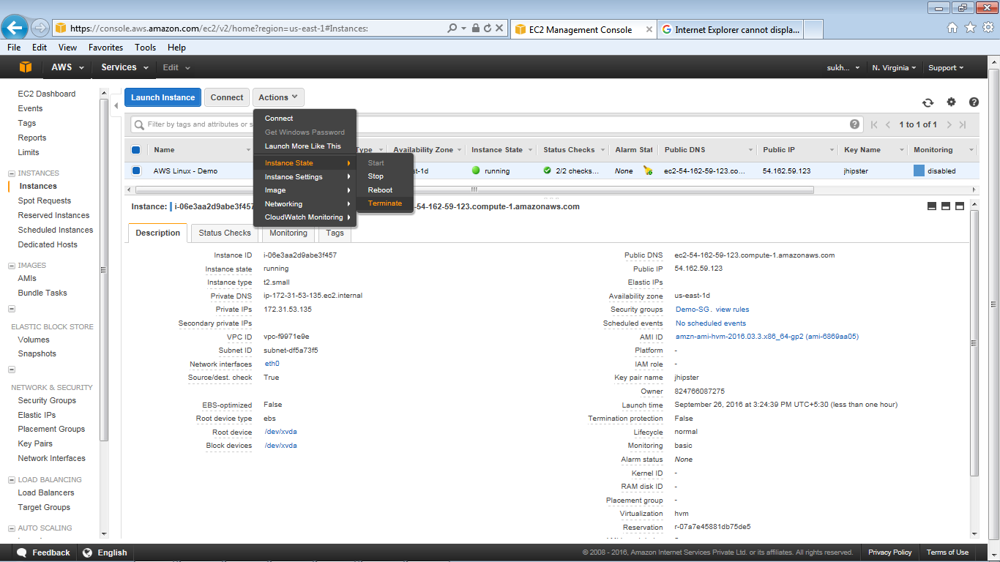 https://console.aws.amazon.com/ec2/v2/home?region=us-east-1#Instances:
EC2 Management Console
Internet Explorer cannot displa...
File Edit View Favorites Tools Help
AWS Services Edit sukh... N. Virginia Support
EC2 Dashboard
Events
Tags
Reports
Limits
INSTANCES
Instances
Spot Requests
Reserved Instances
Scheduled Instances
Dedicated Hosts
IMAGES
AMIs
Bundle Tasks
ELASTIC BLOCK STORE
Volumes
Snapshots
NETWORK & SECURITY
Security Groups
Elastic IPs
Placement Groups
Key Pairs
Network Interfaces
LOAD BALANCING
Load Balancers
Target Groups
AUTO SCALING
Launch Instance Connect Actions
Connect
Get Windows Password
Launch More Like This
Instance State
Instance Settings
Image
Networking
CloudWatch Monitoring
Start
Stop
Reboot
Terminate
Filter by tags and attributes or s
1 to 1 of 1
Name Type Availability Zone Instance State Status Checks Alarm Stat Public DNS Public IP Key Name Monitoring
AWS Linux - Demo st-1d running 2/2 checks... None ec2-54-162-59-123.co... 54.162.59.123 jhipster disabled
Instance: i-06e3aa2d9abe3f457 -54-162-59-123.compute-1.amazonaws.com
Description Status Checks Monitoring Tags
Instance ID i-06e3aa2d9abe3f457
Instance state running
Instance type t2.small
Private DNS ip-172-31-53-135.ec2.internal
Private IPs 172.31.53.135
Secondary private IPs
VPC ID vpc-f9971e9e
Subnet ID subnet-df5a73f5
Network interfaces eth0
Source/dest. check True
EBS-optimized False
Root device type ebs
Root device /dev/xvda
Block devices /dev/xvda
Public DNS ec2-54-162-59-123.compute-1.amazonaws.com
Public IP 54.162.59.123
Elastic IPs
Availability zone us-east-1d
Security groups Demo-SG . view rules
Scheduled events No scheduled events
AMI ID amzn-ami-hvm-2016.03.3.x86_64-gp2 (ami-6869aa05)
Platform -
IAM role -
Key pair name jhipster
Owner 824766087275
Launch time September 26, 2016 at 3:24:39 PM UTC+5:30 (less than one hour)
Termination protection False
Lifecycle normal
Monitoring basic
Alarm status None
Kernel ID -
RAM disk ID -
Placement group -
Virtualization hvm
Reservation r-07a7e45881db75de5
Feedback English © 2008 - 2016, Amazon Internet Services Private Ltd. or its affiliates. All rights reserved. Privacy Policy Terms of Use